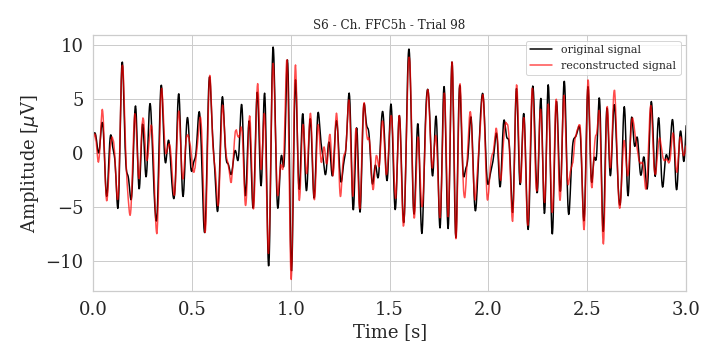 S6 - Ch. FFC5h - Trial 98
original signal
reconstructed signal
Amplitude [μV]
10
5
0
−5
−10
0.0 0.5 1.0 1.5 2.0 2.5 3.0
Time [s]